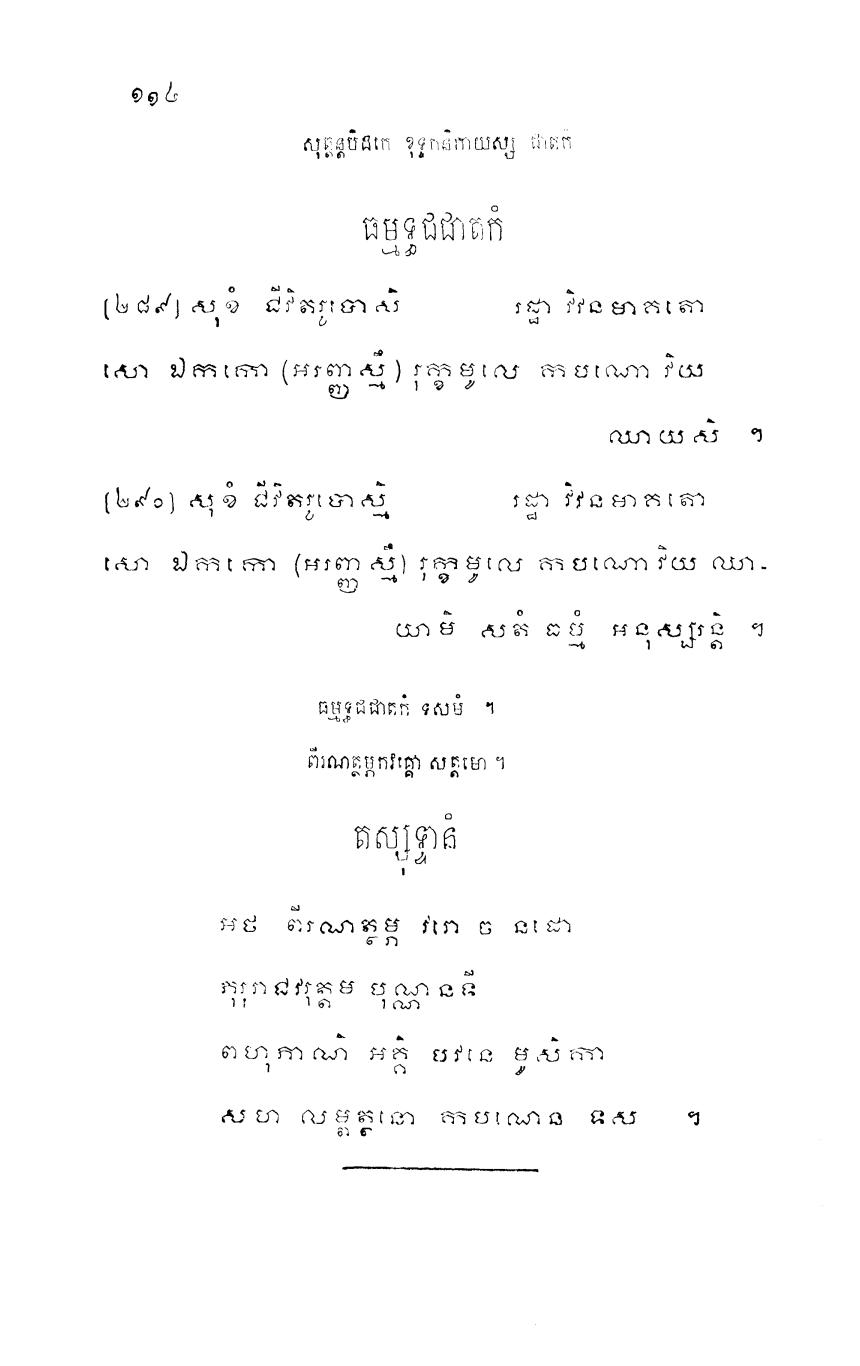 ១១៤
សុត្តន្តបិដកេ ខុទ្ទកនិកាយស្ស ជាតកំ
ធម្មទ្ធជជាតកំ
[២៨៩] សុខំ ជីវិតរូបោសិ រដ្ឋា វិវនមាគតោ
សោ ឯកកោ (អរញ្ញស្មឹ) រុក្ខមូលេ កបណោ វិយ
ឈាយសិ ។
[២៩០] សុខំ ជីវិតរូបោស្មិ រដ្ឋា វិវនមាគតោ
សោ ឯកកោ (អរញ្ញស្មឹ) រុក្ខមូលេ កបណោ វិយ ឈា-
យាមិ សតំ ធម្មំ អនុស្សរន្តិ ។
ធម្មទ្ធជជាតកំ ទសមំ ។
ពីរណត្ថម្ភកវគ្គោ សត្តមោ ។
តស្សុទ្ទានំ
អថ ពីរណត្ថម្ភ វរោ ច នដោ
គុរុរាជវរុត្តម បុណ្ណនទី
ពហុកាណិ អគ្គិ បវនេ មូសិកា
សហ លម្ពត្ថនោ កបណេន ទស ។